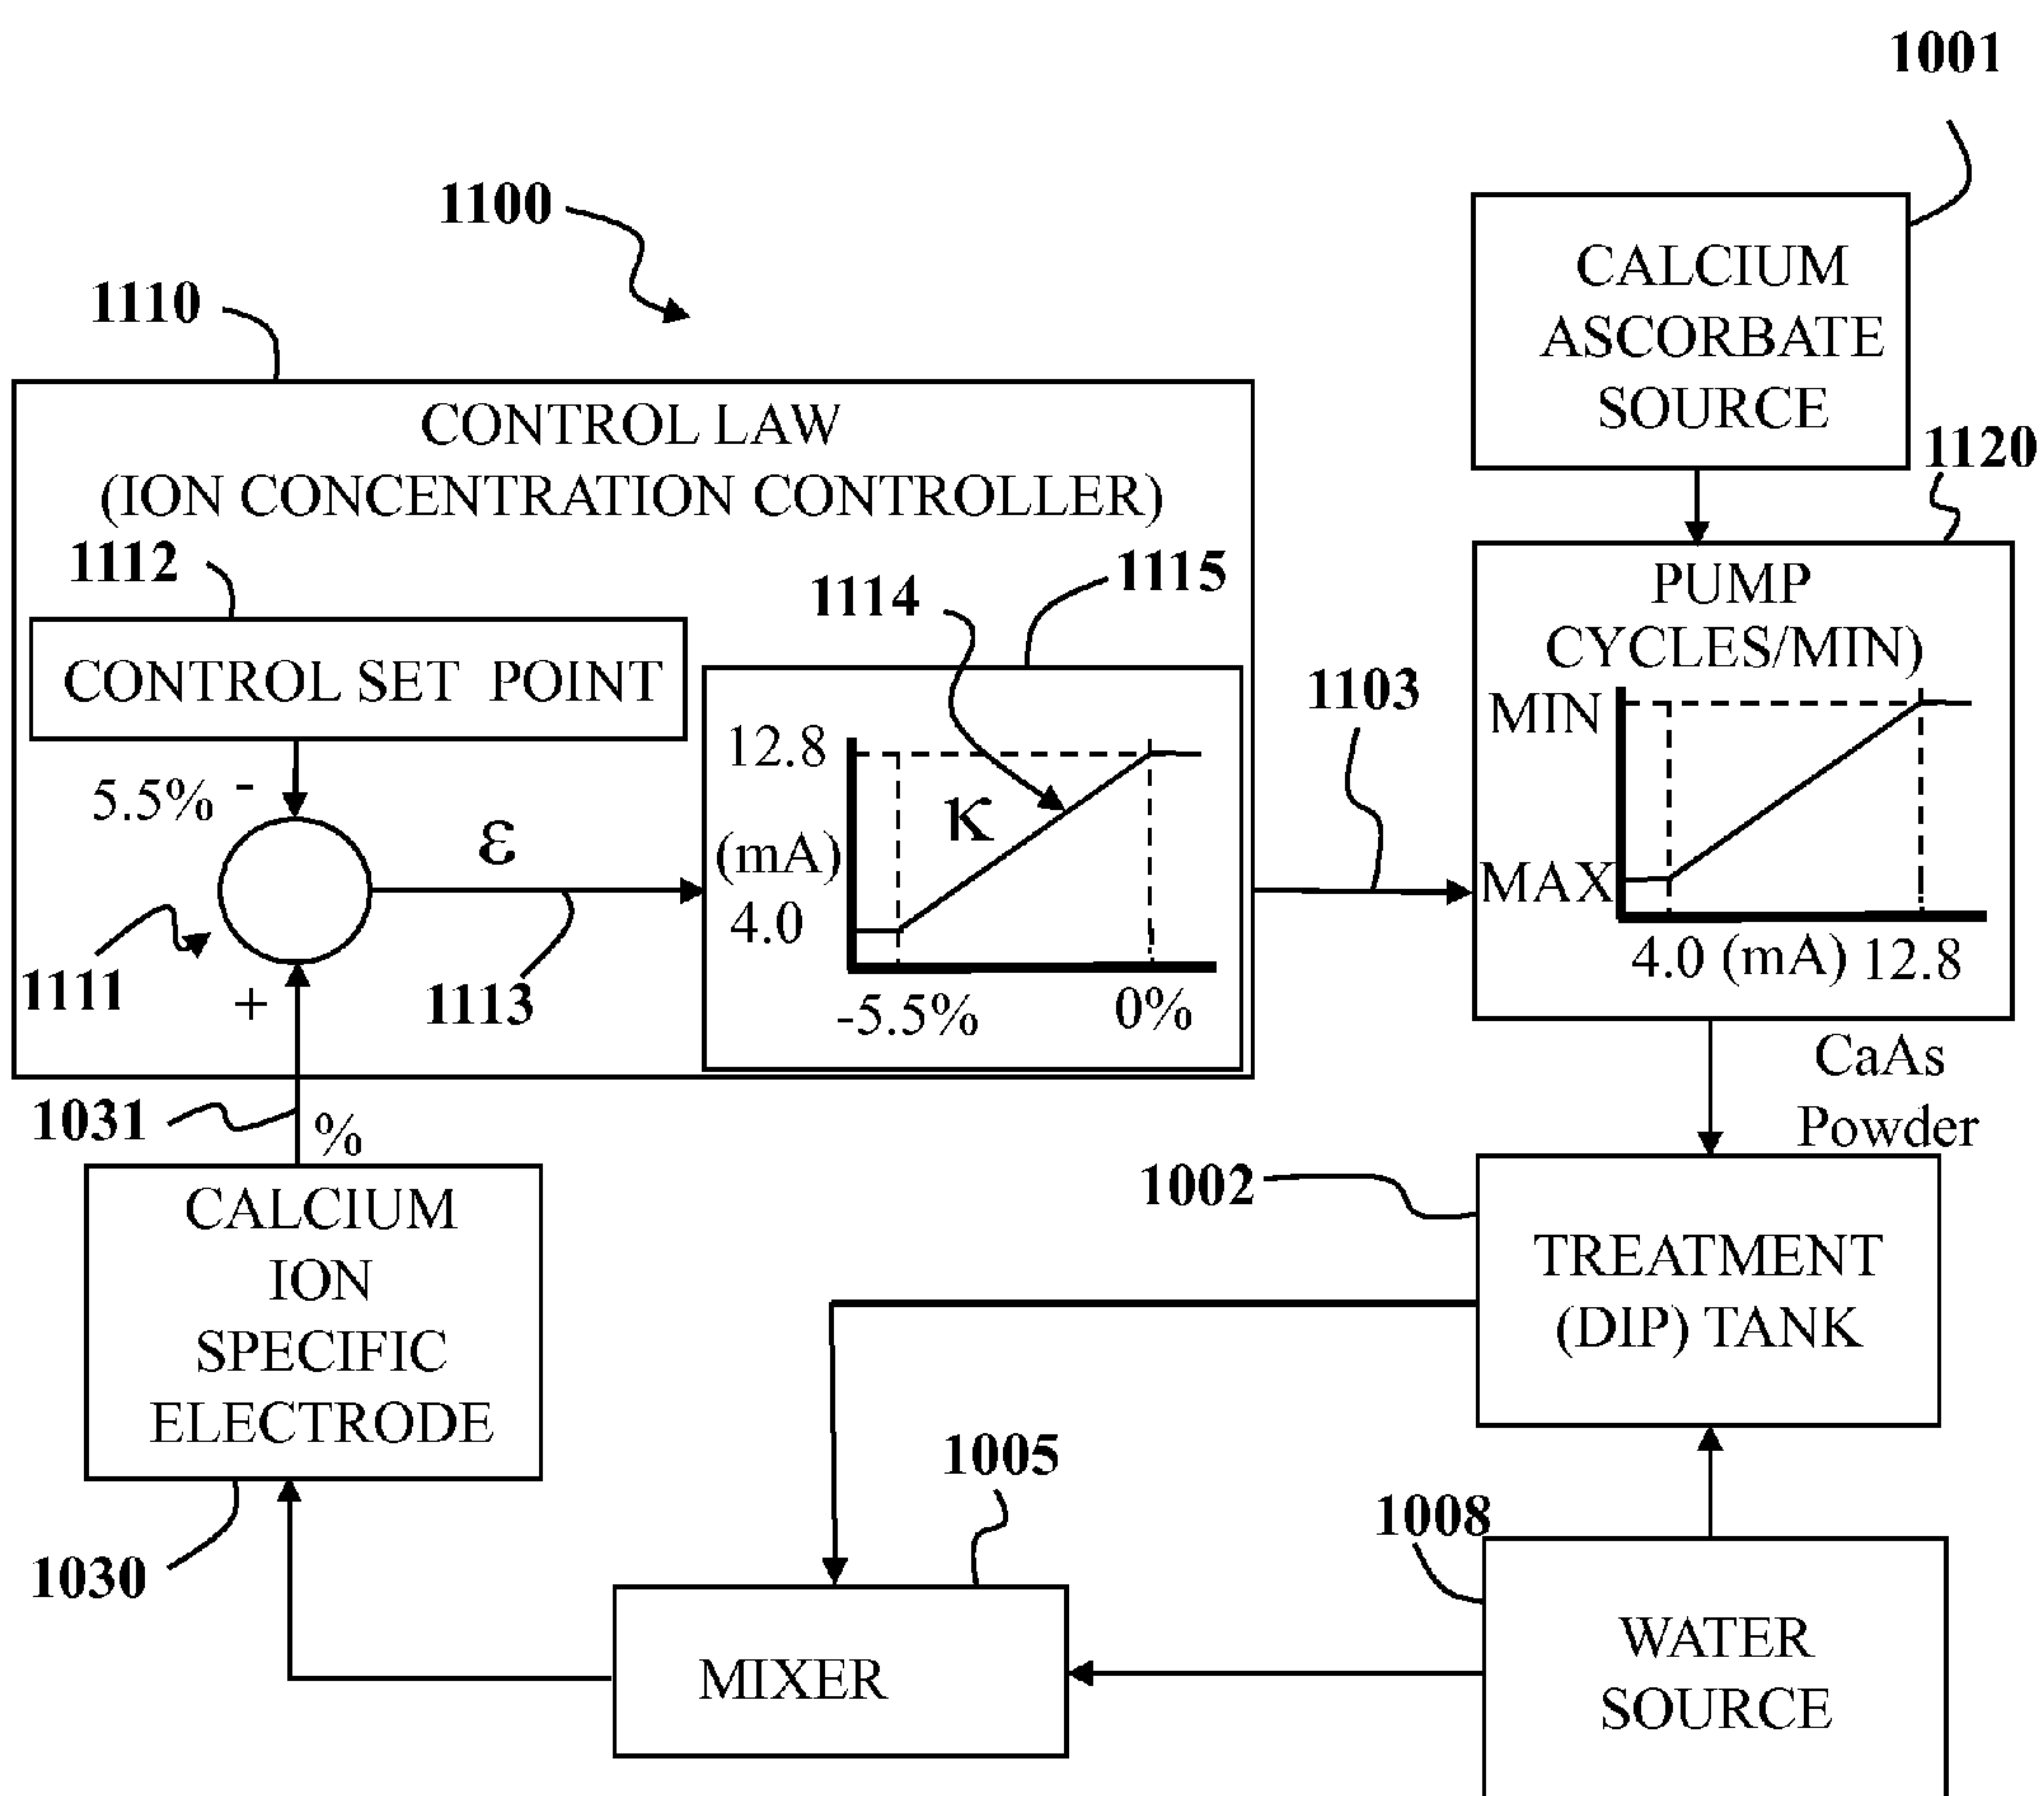 1001
1100
CALCIUM
ASCORBATE
SOURCE
1110
CONTROL LAW
(ION CONCENTRATION CONTROLLER)
1120
1112
1114
1115
PUMP
CYCLES/MIN)
MIN
MAX
4.0 (mA) 12.8
CONTROL SET POINT
1103
5.5% -
ε
12.8
(mA)
4.0
K
-5.5% 0%
1111
+
1113
CaAs
Powder
1031
%
CALCIUM
ION
SPECIFIC
ELECTRODE
1002
TREATMENT
(DIP) TANK
1030
1005
1008
MIXER
WATER
SOURCE